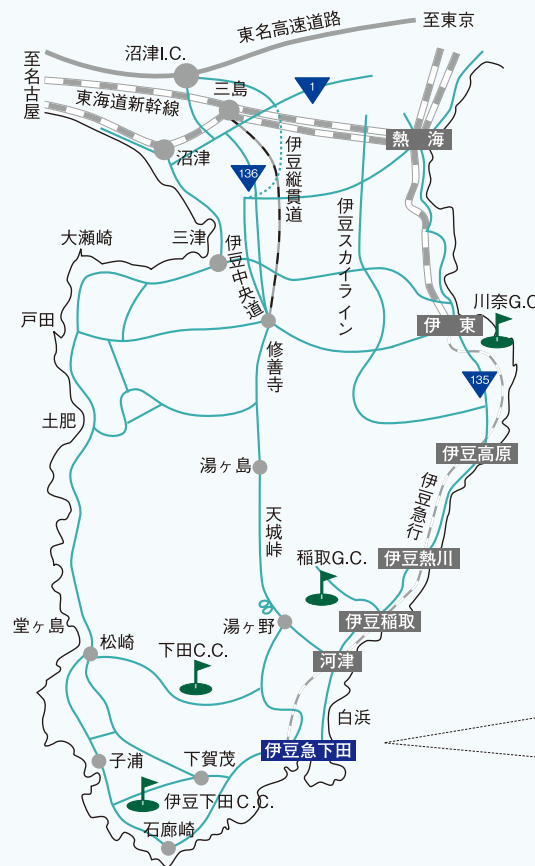 東名高速道路
至東京
至名古屋
沼津I.C.
東海道新幹線
三島
1
沼津
136
伊豆縦貫道
熱 海
伊豆スカイライン
三津
大瀬崎
伊豆中央道
戸田
川奈G.C.
伊 東
修善寺
135
土肥
伊豆高原
湯ヶ島
伊豆急行
天城峠
稲取G.C.
伊豆熱川
湯ヶ野
伊豆稲取
堂ヶ島
松崎
下田C.C.
河津
白浜
伊豆急下田
子浦
下賀茂
伊豆下田C.C.
石廊崎